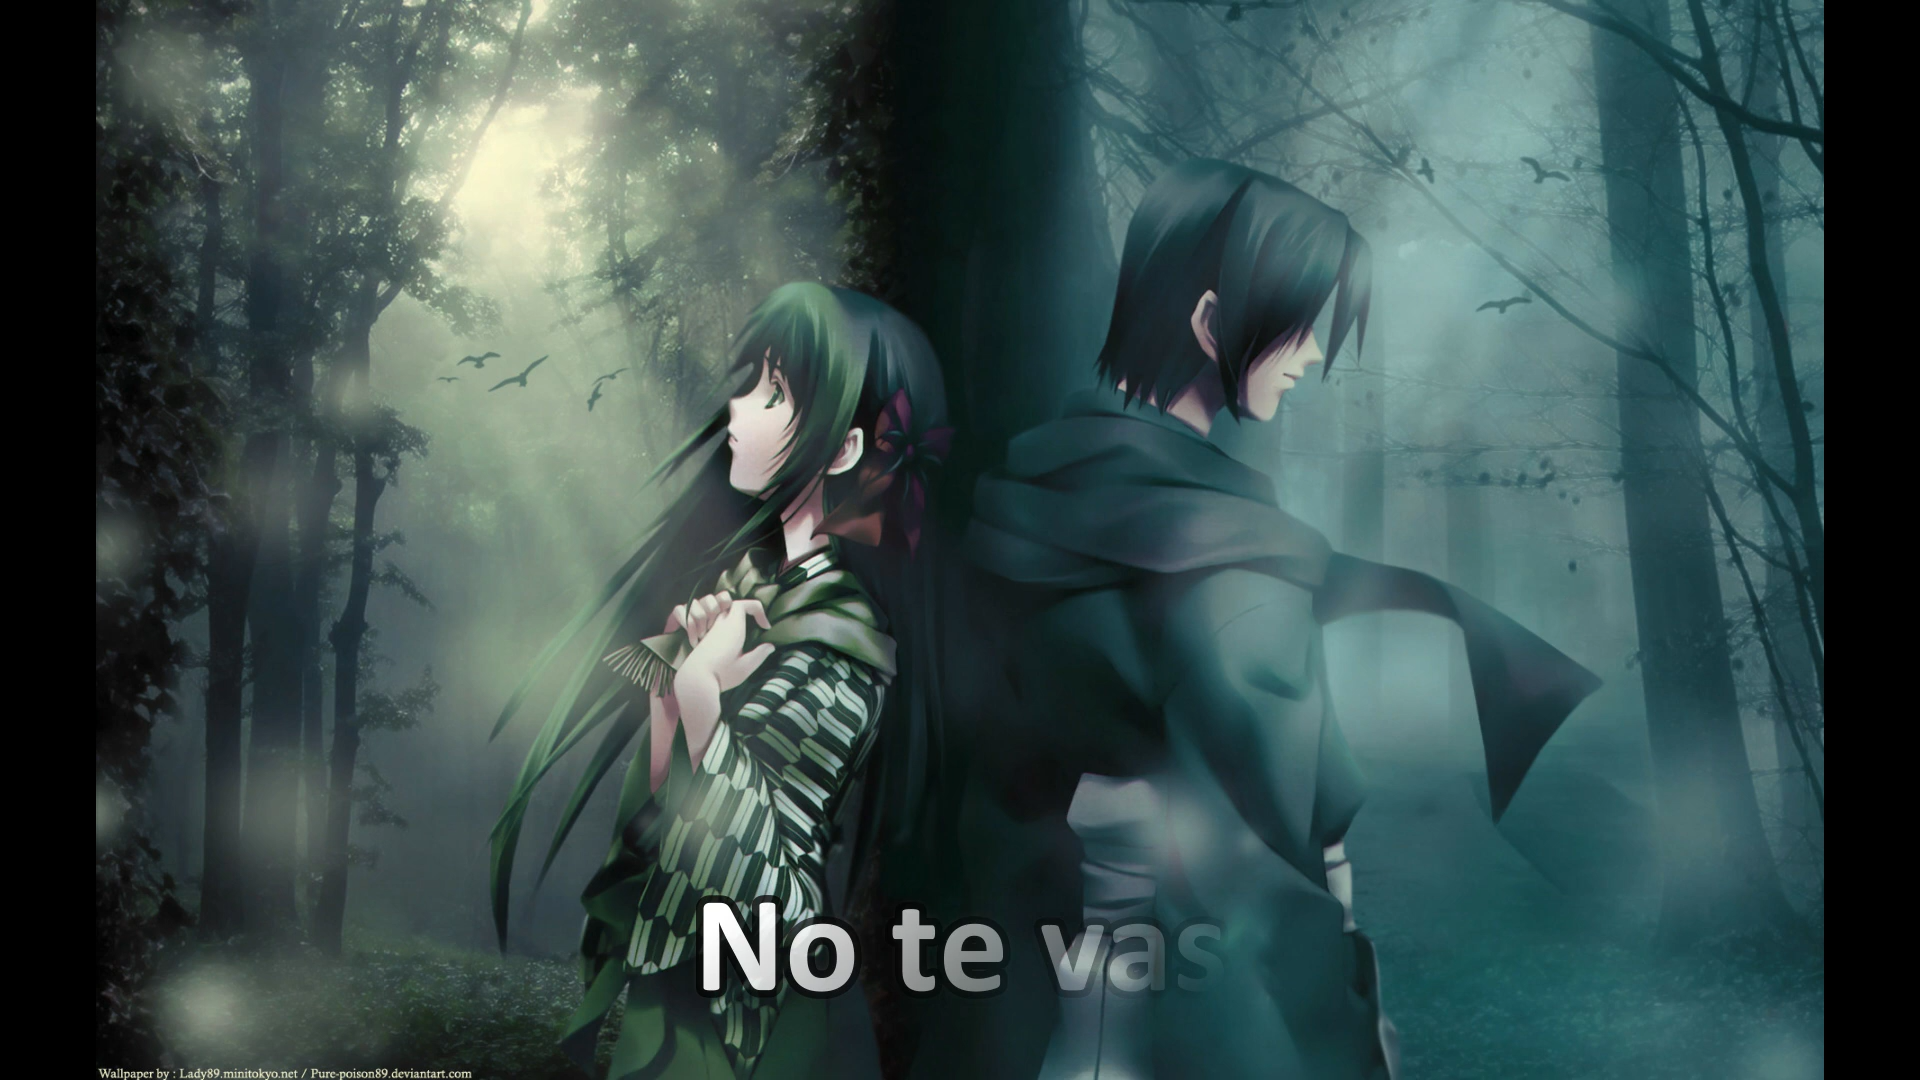 No te vas
Wallpaper by : Lady89.minitokyo.net / Pure-poison89.deviantart.com